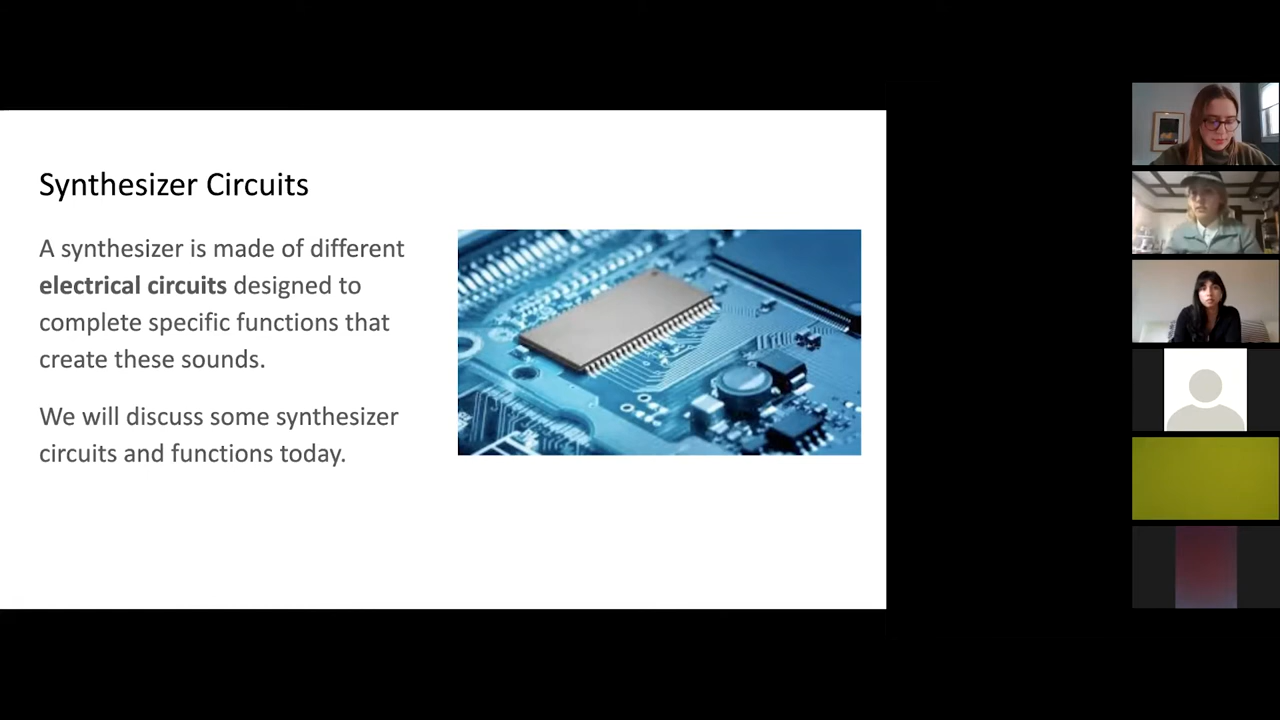 Synthesizer Circuits
A synthesizer is made of different
electrical circuits designed to
complete specific functions that
create these sounds.
We will discuss some synthesizer
circuits and functions today.